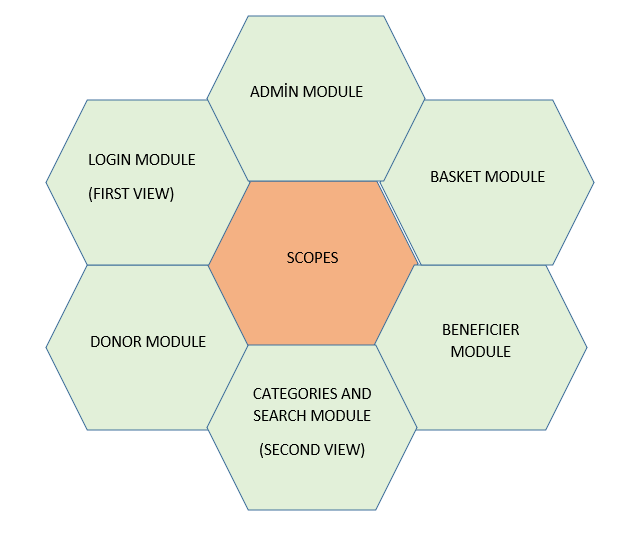 ADMİN MODULE
LOGIN MODULE
(FIRST VIEW)
BASKET MODULE
SCOPES
DONOR MODULE
BENEFICIER
MODULE
CATEGORIES AND
SEARCH MODULE
(SECOND VIEW)